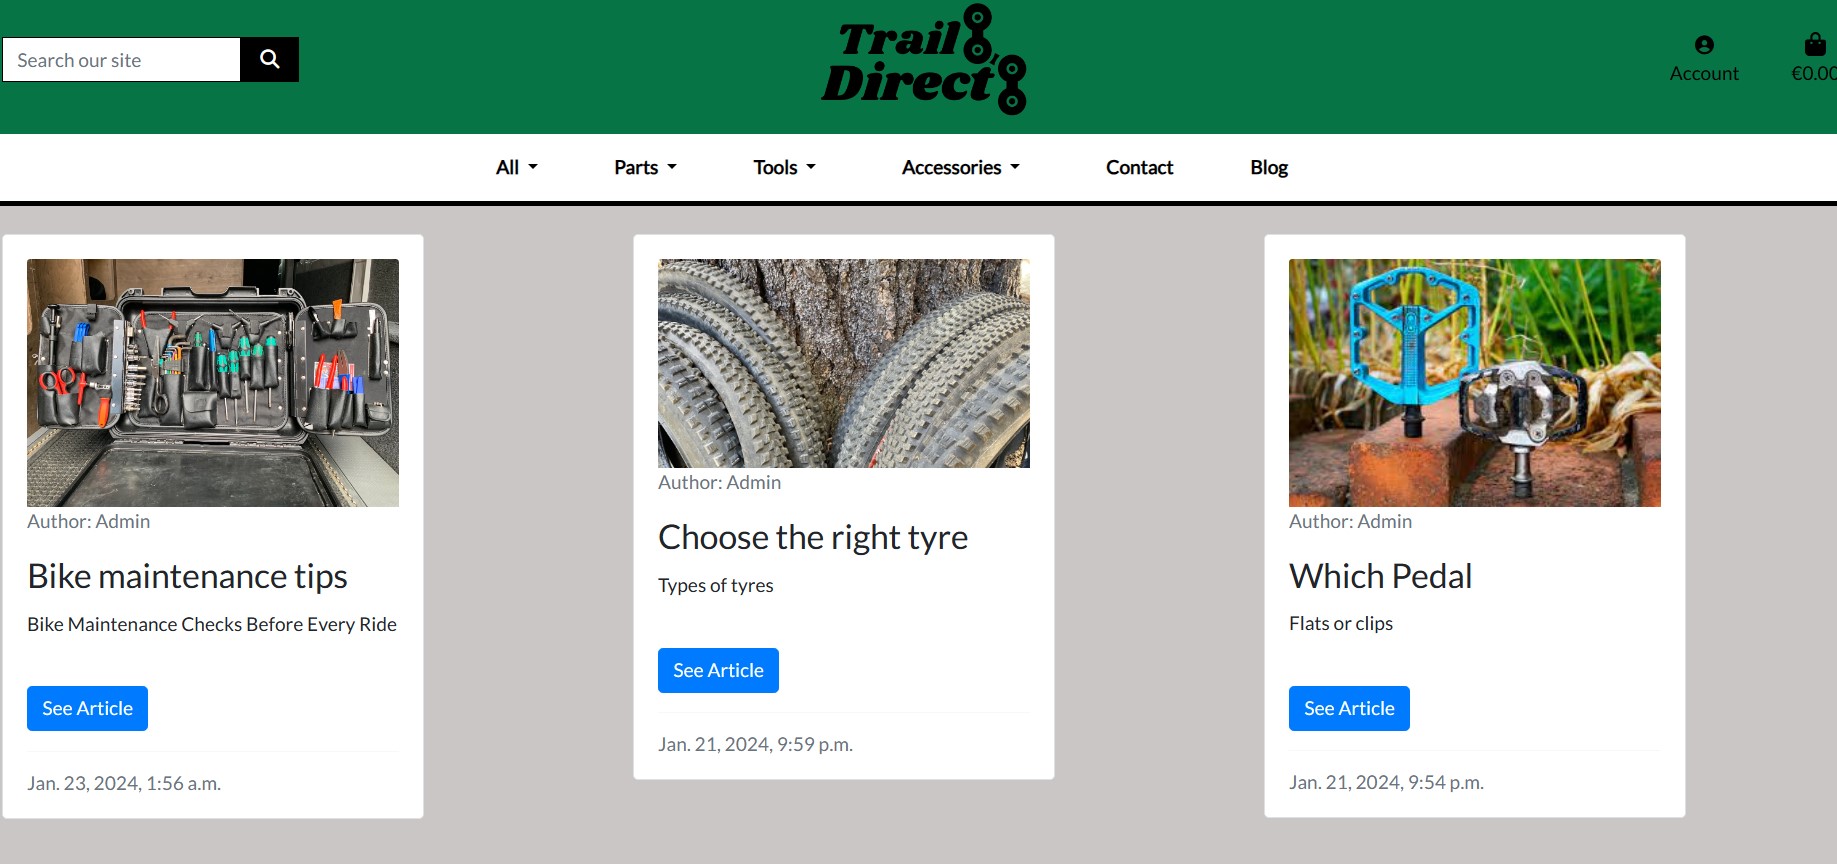 Search our site
Trail
Direct
Account
€0.00
All
Parts
Tools
Accessories
Contact
Blog
Author: Admin
Bike maintenance tips
Bike Maintenance Checks Before Every Ride
See Article
Jan. 23, 2024, 1:56 a.m.
Author: Admin
Choose the right tyre
Types of tyres
See Article
Jan. 21, 2024, 9:59 p.m.
Author: Admin
Which Pedal
Flats or clips
See Article
Jan. 21, 2024, 9:54 p.m.